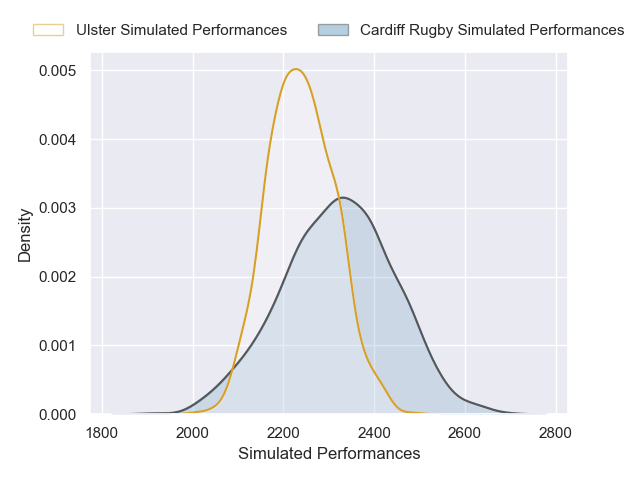 Ulster Simulated Performances Cardiff Rugby Simulated Performances
0.005
0.004
0.003
0.002
0.001
0.000
Density
1800 2000 2200 2400 2600 2800
Simulated Performances